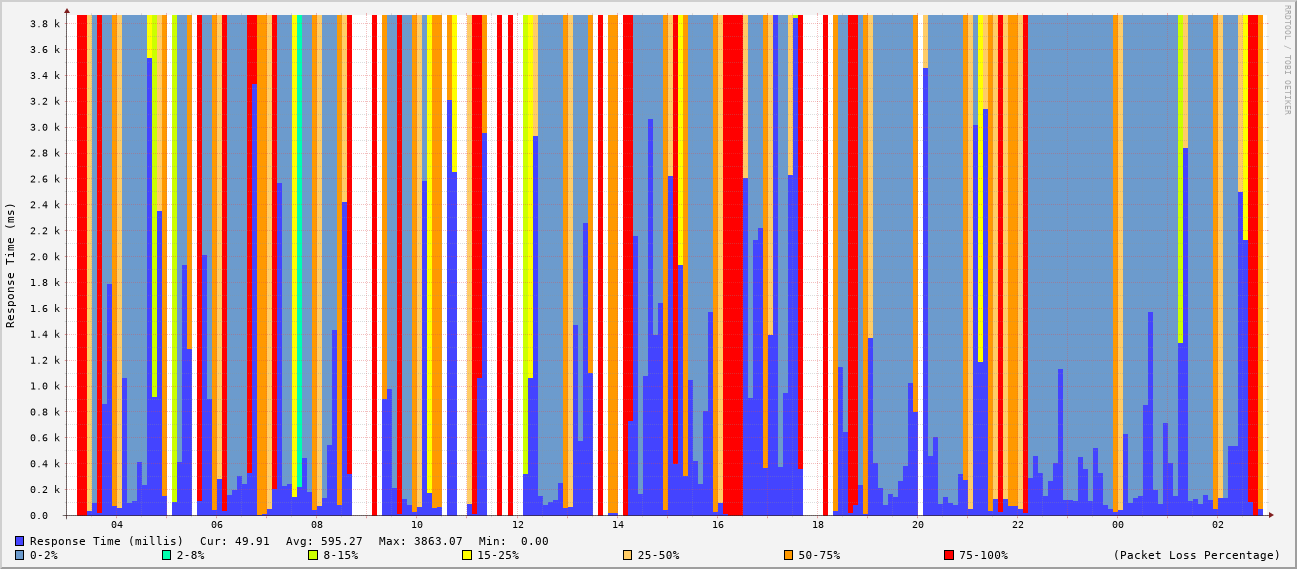 RRDTOOL / TOBI OETIKER
Response Time (ms)
3.8 k
3.6 k
3.4 k
3.2 k
3.0 k
2.8 k
2.6 k
2.4 k
2.2 k
2.0 k
1.8 k
1.6 k
1.4 k
1.2 k
1.0 k
0.8 k
0.6 k
0.4 k
0.2 k
0.0
04 06 08 10 12 14 16 18 20 22 00 02
Response Time (millis) Cur: 49.91 Avg: 595.27 Max: 3863.07 Min: 0.00
0-2% 2-8% 8-15% 15-25% 25-50% 50-75% 75-100% (Packet Loss Percentage)